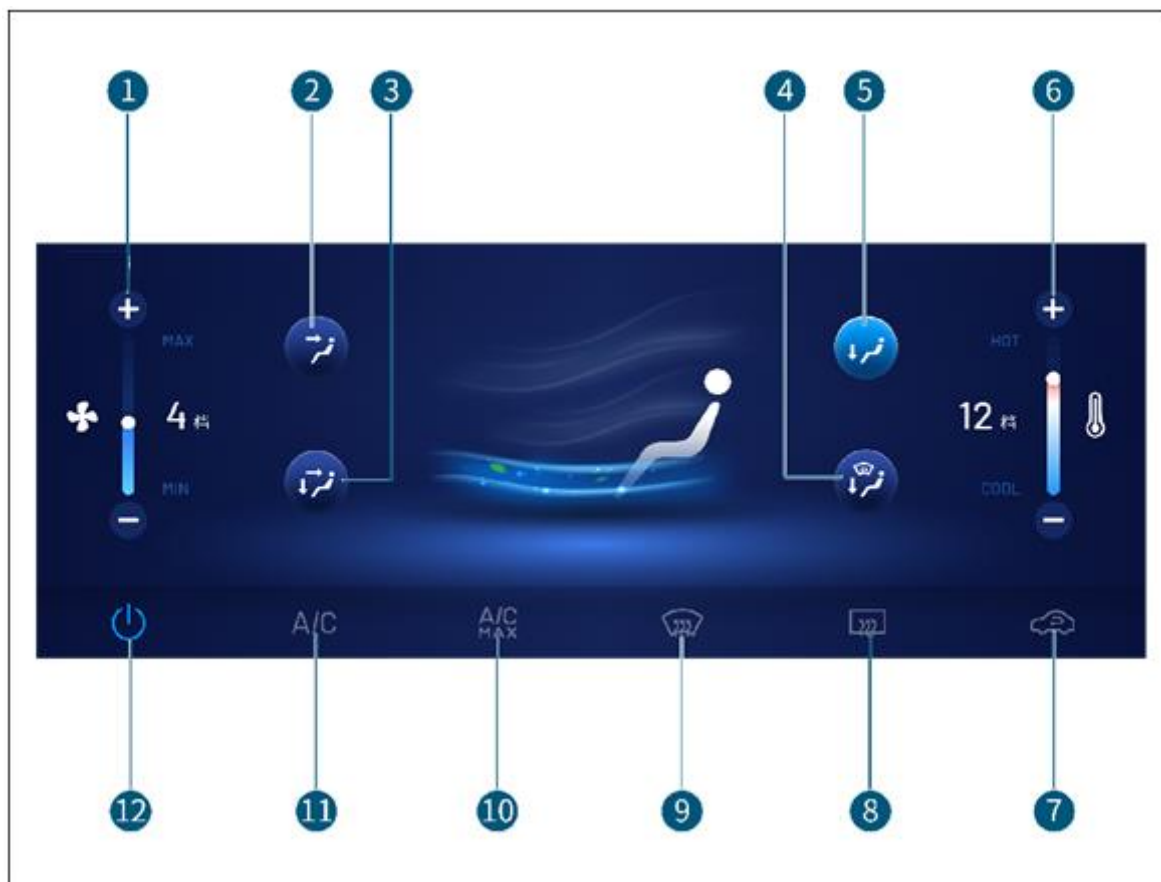 1 2 3 4 5 6
MAX HOT
4 档 12 档
MIN COOL
A/C A/C MAX
12 11 10 9 8 7